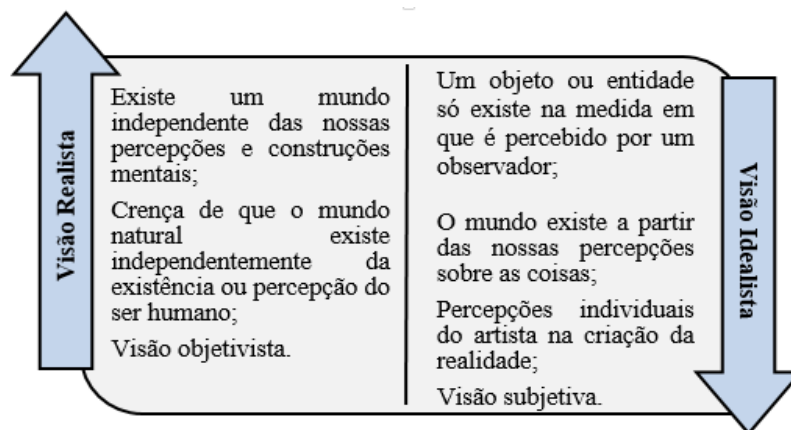 Visão Realista
Existe um mundo
independente das nossas
percepções e construções
mentais;
Crença de que o mundo
natural existe
independentemente da
existência ou percepção do
ser humano;
Visão objetivista.
Um objeto ou entidade
só existe na medida em
que é percebido por um
observador;
O mundo existe a partir
das nossas percepções
sobre as coisas;
Percepções individuais
do artista na criação da
realidade;
Visão subjetiva.
Visão Idealista